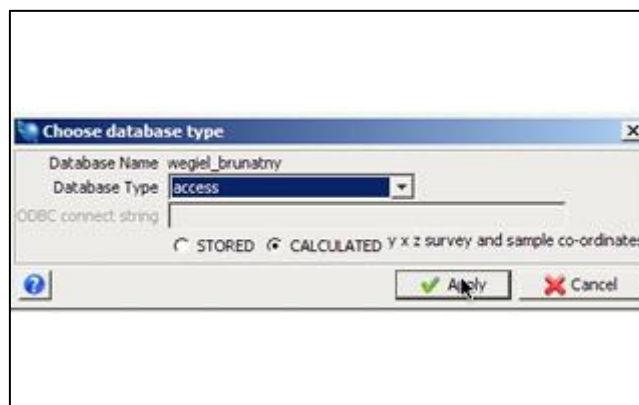 Choose database type
Database Name wegiel_brunatny
Database Type access
ODBC connect string
STORED CALCULATED y x z survey and sample co-ordinates
Apply Cancel